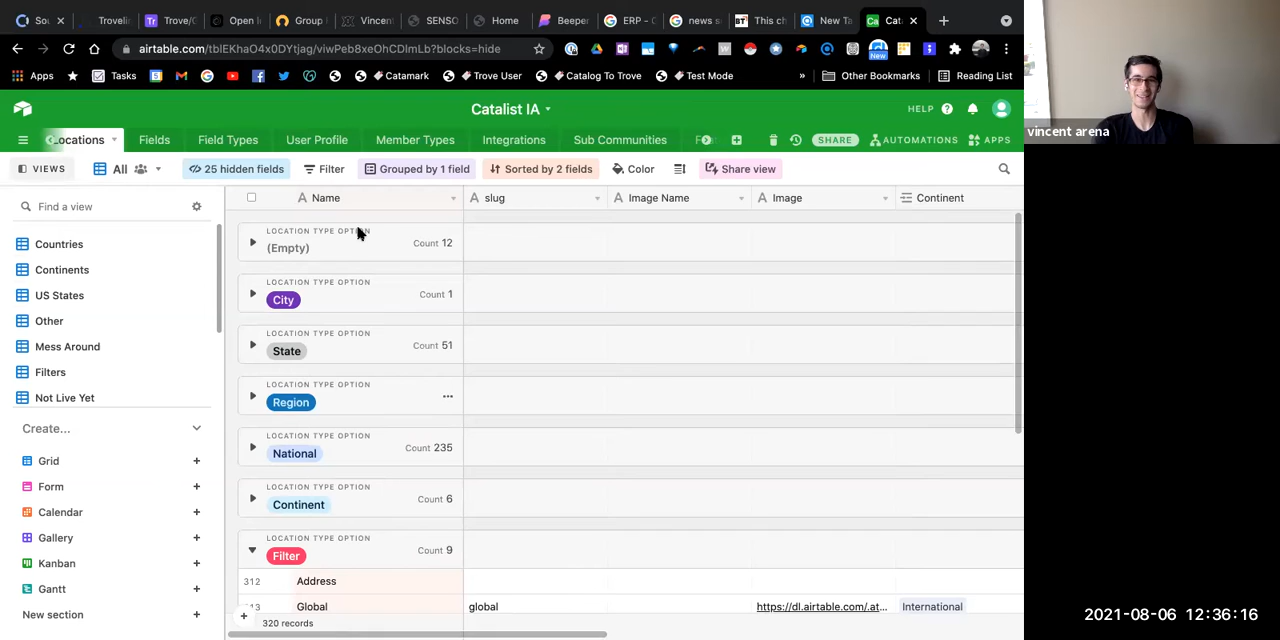 Sou
Travelin
Trove/C
Open Ic
Group
Vincen
SENSO
Home
Beeper
ERP - C
news s
This ch
New Ta
Cata
airtable.com/tblEKhaO4x0DYtjag/viwPeb8xeOhCDlmLb?blocks=hide
New
Apps
Tasks
Catamark
Trove User
Catalog To Trove
Test Mode
»
Other Bookmarks
Reading List
vincent arena
Catalist IA
HELP
Locations
Fields
Field Types
User Profile
Member Types
Integrations
Sub Communities
SHARE
AUTOMATIONS
APPS
VIEWS
All
25 hidden fields
Filter
Grouped by 1 field
Sorted by 2 fields
Color
Share view
Find a view
Countries
Continents
US States
Other
Mess Around
Filters
Not Live Yet
Create...
Grid
Form
Calendar
Gallery
Kanban
Gantt
New section
Name
slug
Image Name
Image
Continent
LOCATION TYPE OPTION
(Empty)
Count 12
LOCATION TYPE OPTION
City
Count 1
LOCATION TYPE OPTION
State
Count 51
LOCATION TYPE OPTION
Region
LOCATION TYPE OPTION
National
Count 235
LOCATION TYPE OPTION
Continent
Count 6
LOCATION TYPE OPTION
Filter
Count 9
312 Address
Global
global
https://dl.airtable.com/.at...
International
320 records
2021-08-06 12:36:16